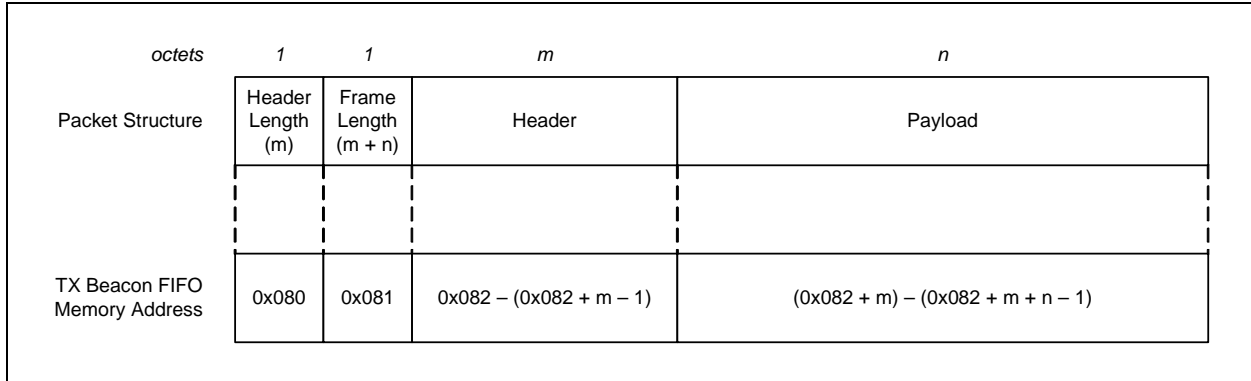 octets 1 1 m n
Packet Structure
Header
Length
(m)
Frame
Length
(m + n)
Header
Payload
TX Beacon FIFO
Memory Address
0x080
0x081
0x082 – (0x082 + m – 1)
(0x082 + m) – (0x082 + m + n – 1)